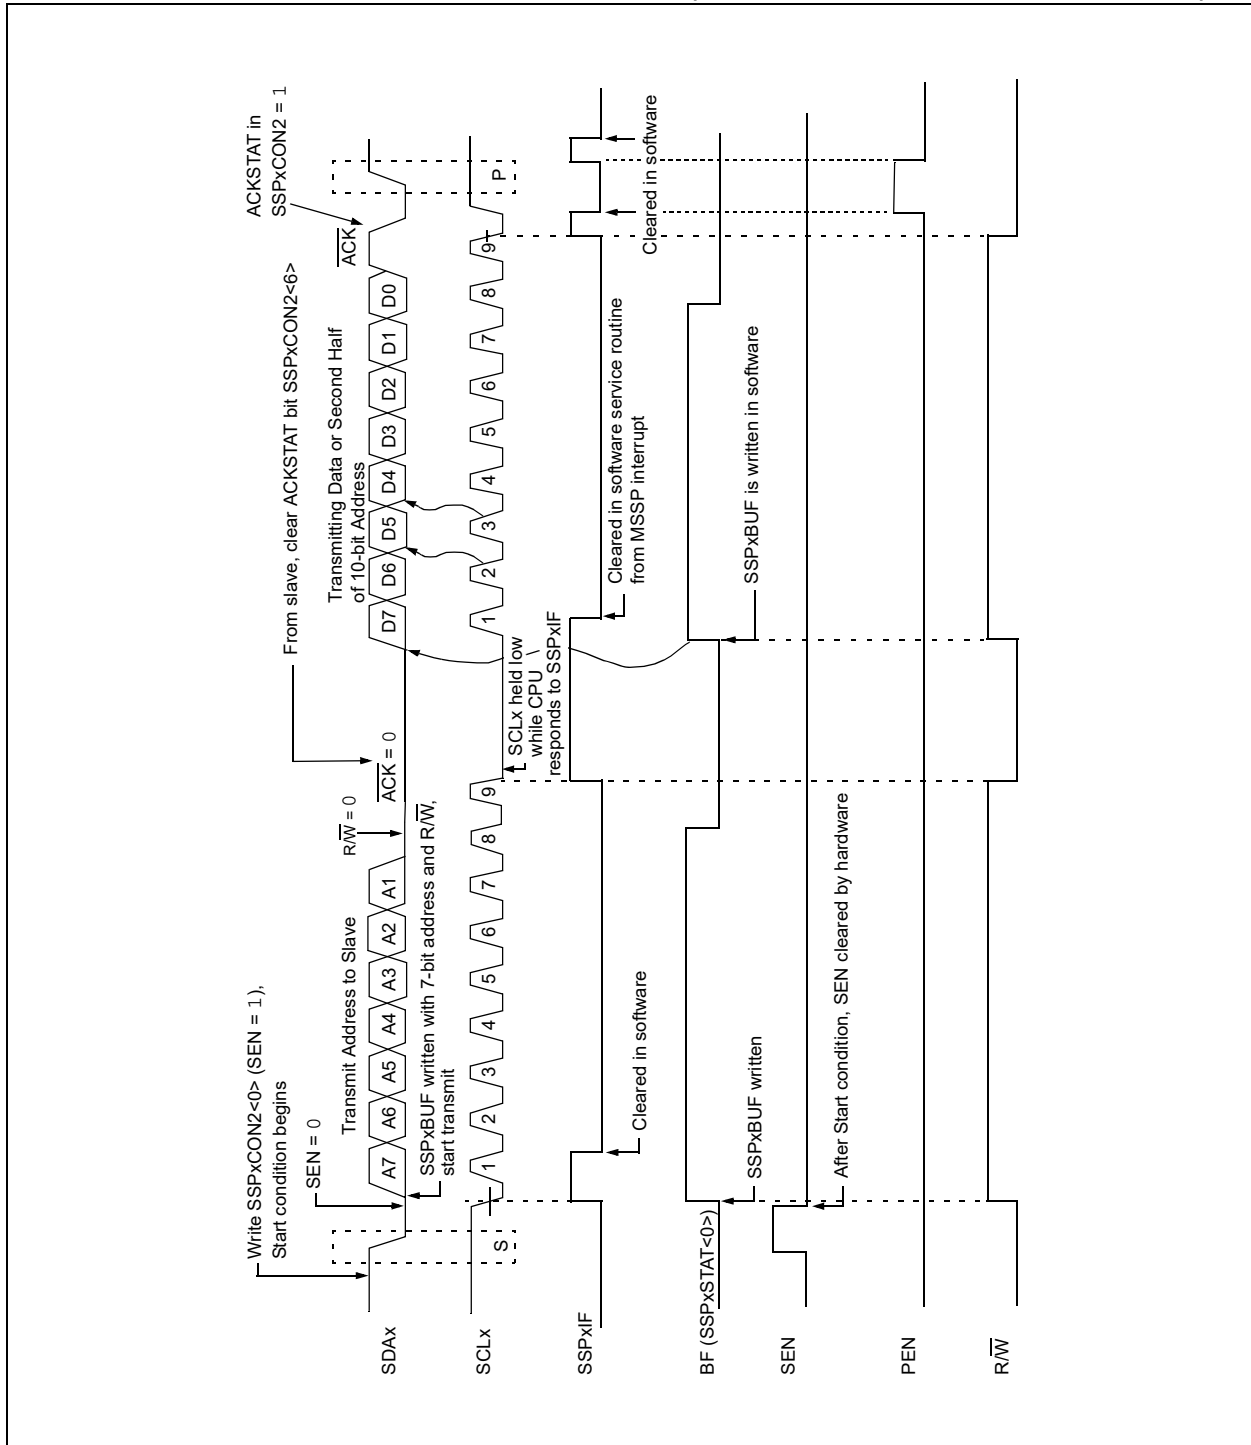 Write SSPxCON2<0> (SEN = 1),
Start condition begins
SEN = 0
Transmit Address to Slave
R/W = 0
ACK = 0
From slave, clear ACKSTAT bit SSPxCON2<6>
Transmitting Data or Second Half
of 10-bit Address
ACK
ACKSTAT in
SSPxCON2 = 1
SDAx
A7 A6 A5 A4 A3 A2 A1
D7 D6 D5 D4 D3 D2 D1 D0
SSPxBUF written with 7-bit address and R/W,
start transmit
SCLx
S
1 2 3 4 5 6 7 8 9
1 2 3 4 5 6 7 8 9
P
SCLx held low
while CPU
responds to SSPxIF
SSPxIF
Cleared in software
Cleared in software service routine
from MSSP interrupt
Cleared in software
Cleared in software
BF (SSPxSTAT<0>)
SSPxBUF written
SSPxBUF is written in software
SEN
After Start condition, SEN cleared by hardware
PEN
R/W